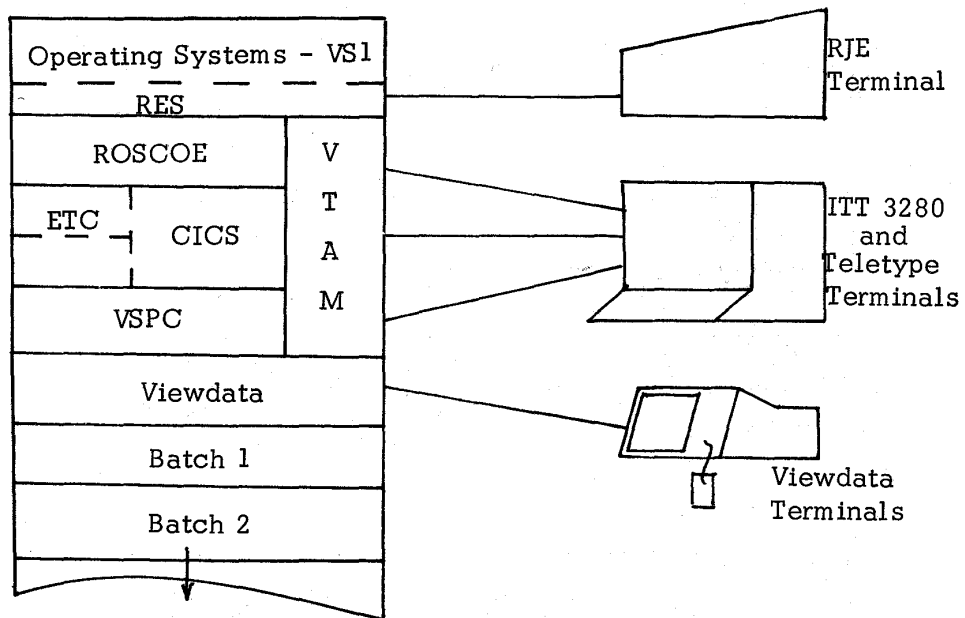 Operating Systems - VS1
RES
ROSCOE
ETC
CICS
VSPC
V
T
A
M
Viewdata
Batch 1
Batch 2
RJE
Terminal
ITT 3280
and
Teletype
Terminals
Viewdata
Terminals